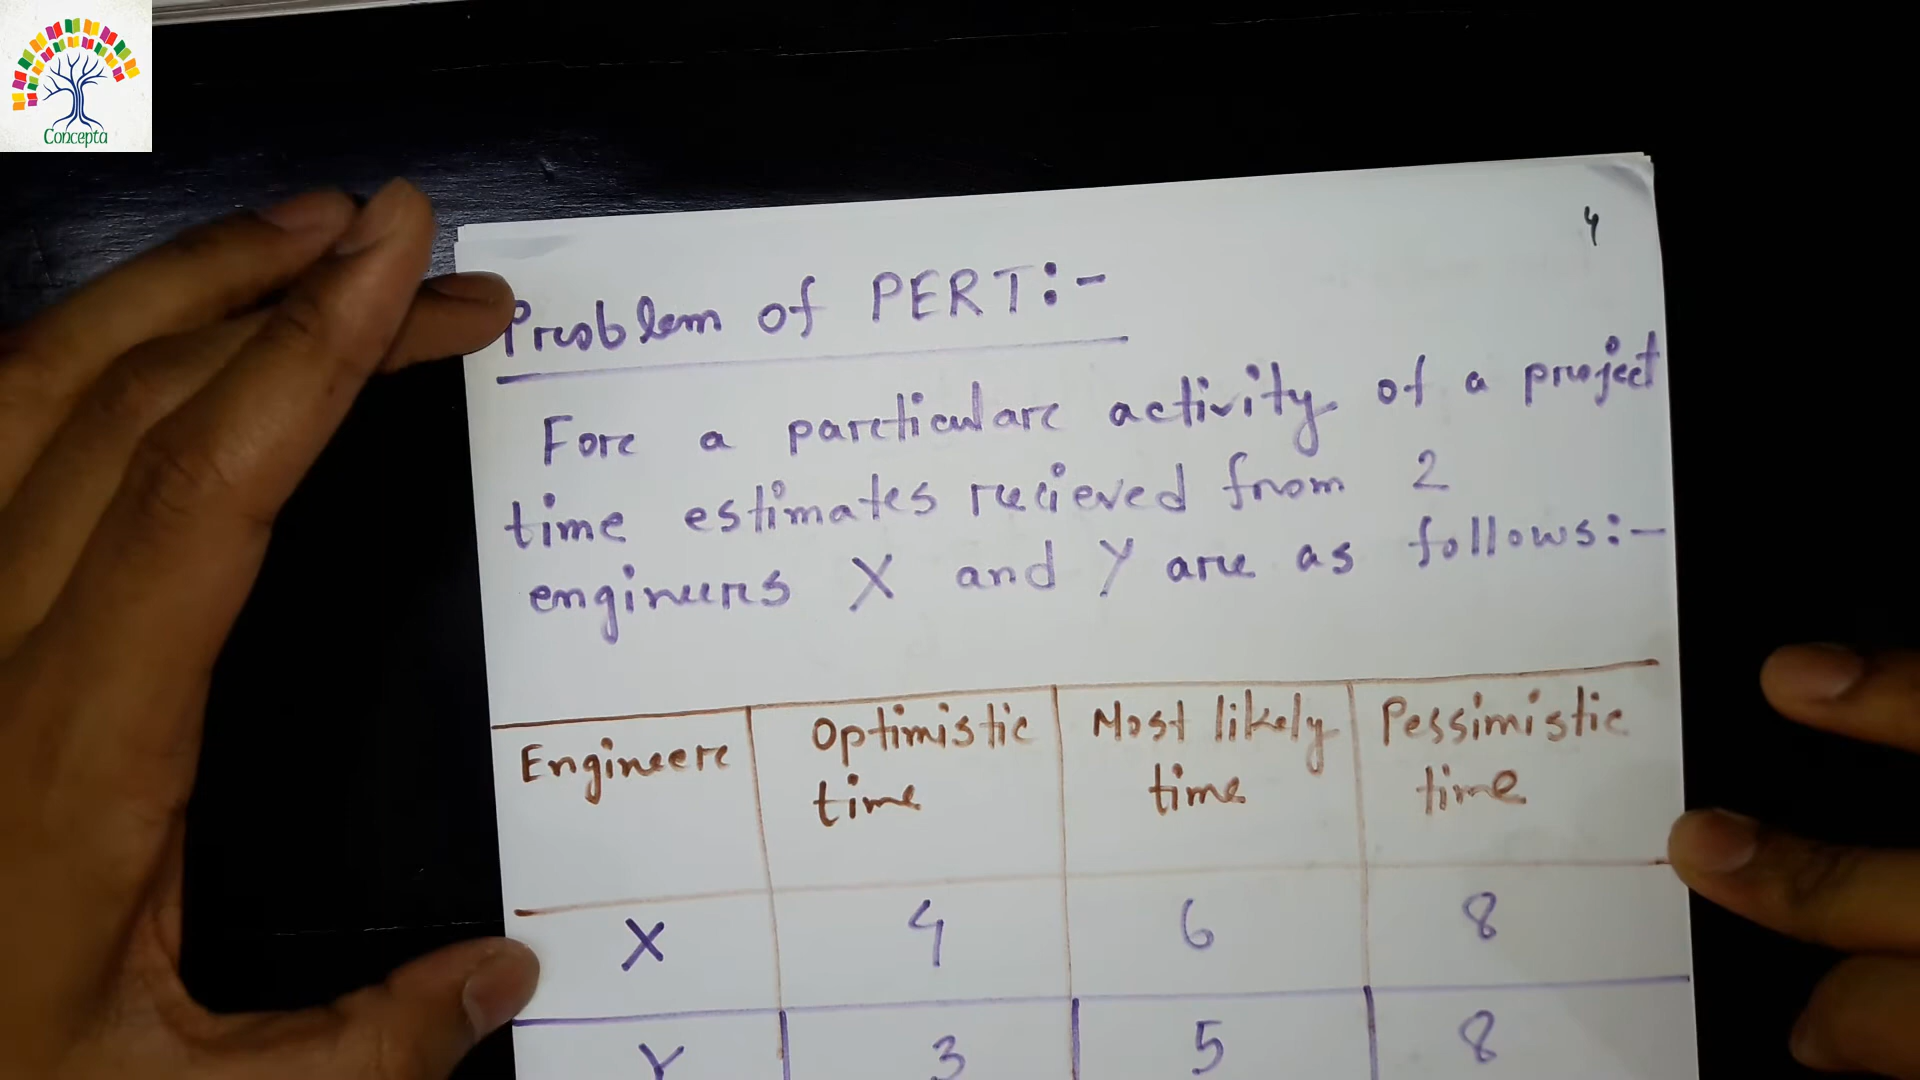 Concepta
4
Problem of PERT:-
Fore a particulare activity of a project
time estimates recieved from 2
engineers X and Y are as follows:-
Engineere Optimistic time Most likely time Pessimistic time
X 4 6 8
Y 3 5 8